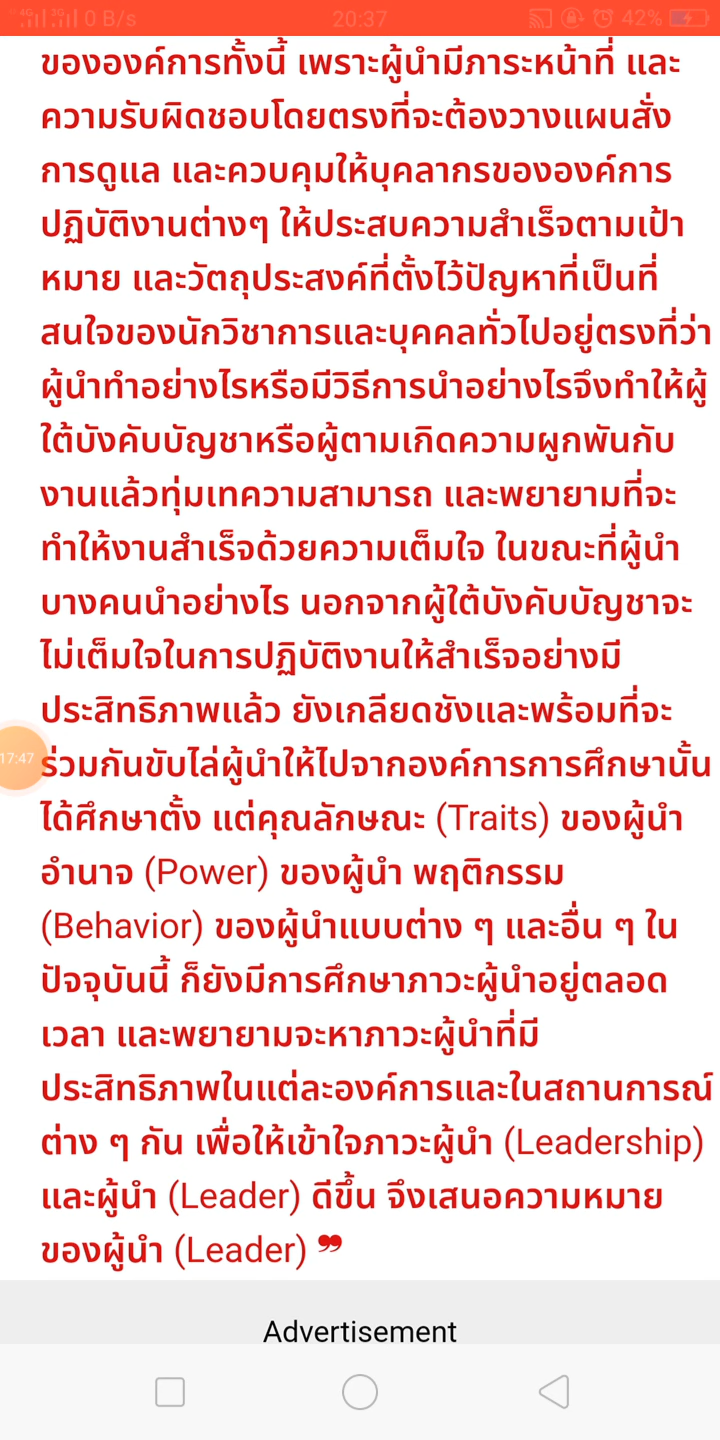 4G 3G 0 B/s 20:37 42%
ขององค์การทั้งนี้ เพราะผู้นำมีภาระหน้าที่ และ
ความรับผิดชอบโดยตรงที่จะต้องวางแผนสั่ง
การดูแล และควบคุมให้บุคลากรขององค์การ
ปฏิบัติงานต่างๆ ให้ประสบความสำเร็จตามเป้า
หมาย และวัตถุประสงค์ที่ตั้งไว้ปัญหาที่เป็นที่
สนใจของนักวิชาการและบุคคลทั่วไปอยู่ตรงที่ว่า
ผู้นำทำอย่างไรหรือมีวิธีการนำอย่างไรจึงทำให้ผู้
ใต้บังคับบัญชาหรือผู้ตามเกิดความผูกพันกับ
งานแล้วทุ่มเทความสามารถ และพยายามที่จะ
ทำให้งานสำเร็จด้วยความเต็มใจ ในขณะที่ผู้นำ
บางคนนำอย่างไร นอกจากผู้ใต้บังคับบัญชาจะ
ไม่เต็มใจในการปฏิบัติงานให้สำเร็จอย่างมี
ประสิทธิภาพแล้ว ยังเกลียดชังและพร้อมที่จะ
17:47 ร่วมกันขับไล่ผู้นำให้ไปจากองค์การการศึกษานั้น
ได้ศึกษาตั้ง แต่คุณลักษณะ (Traits) ของผู้นำ
อำนาจ (Power) ของผู้นำ พฤติกรรม
(Behavior) ของผู้นำแบบต่าง ๆ และอื่น ๆ ใน
ปัจจุบันนี้ ก็ยังมีการศึกษาภาวะผู้นำอยู่ตลอด
เวลา และพยายามจะหาภาวะผู้นำที่มี
ประสิทธิภาพในแต่ละองค์การและในสถานการณ์
ต่าง ๆ กัน เพื่อให้เข้าใจภาวะผู้นำ (Leadership)
และผู้นำ (Leader) ดีขึ้น จึงเสนอความหมาย
ของผู้นำ (Leader) ❞
Advertisement